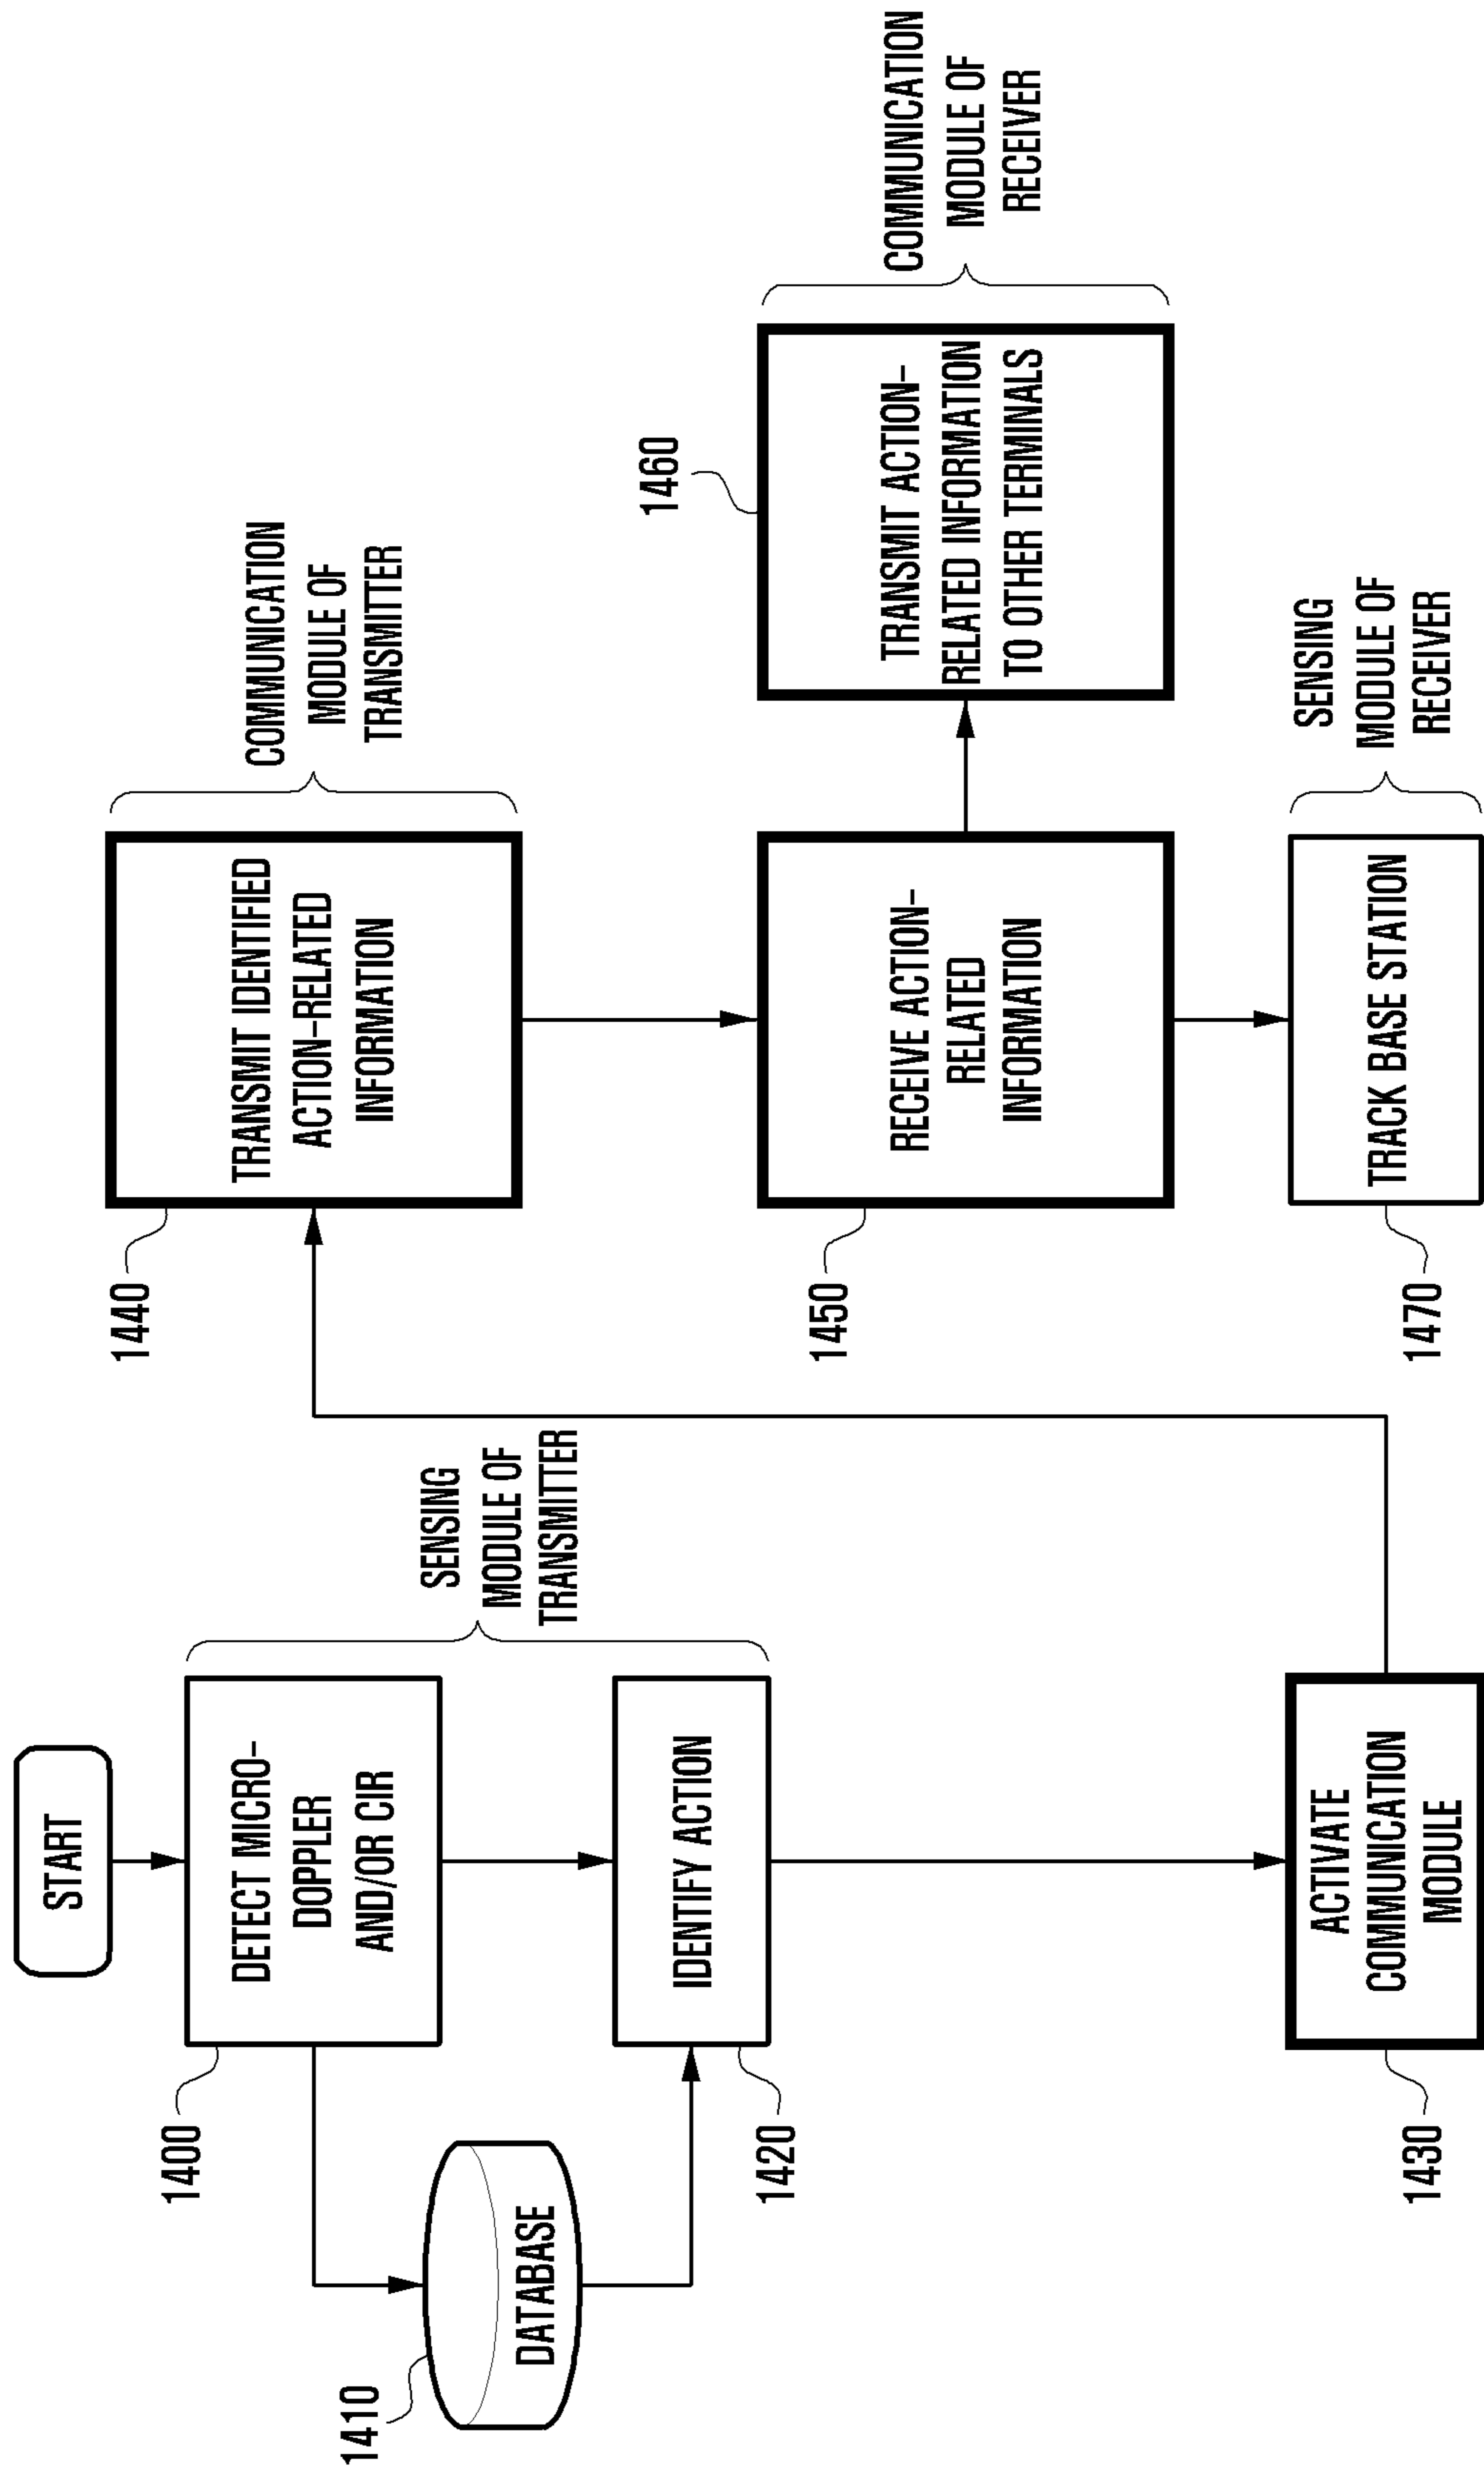 START
1400
DETECT MICRO-
DOPPLER
AND/OR CIR
1410
DATABASE
1420
IDENTIFY ACTION
SENSING
MODULE OF
TRANSMITTER
1430
ACTIVATE
COMMUNICATION
MODULE
1440
TRANSMIT IDENTIFIED
ACTION-RELATED
INFORMATION
COMMUNICATION
MODULE OF
TRANSMITTER
1450
RECEIVE ACTION-
RELATED
INFORMATION
1460
TRANSMIT ACTION-
RELATED INFORMATION
TO OTHER TERMINALS
COMMUNICATION
MODULE OF
RECEIVER
1470
TRACK BASE STATION
SENSING
MODULE OF
RECEIVER